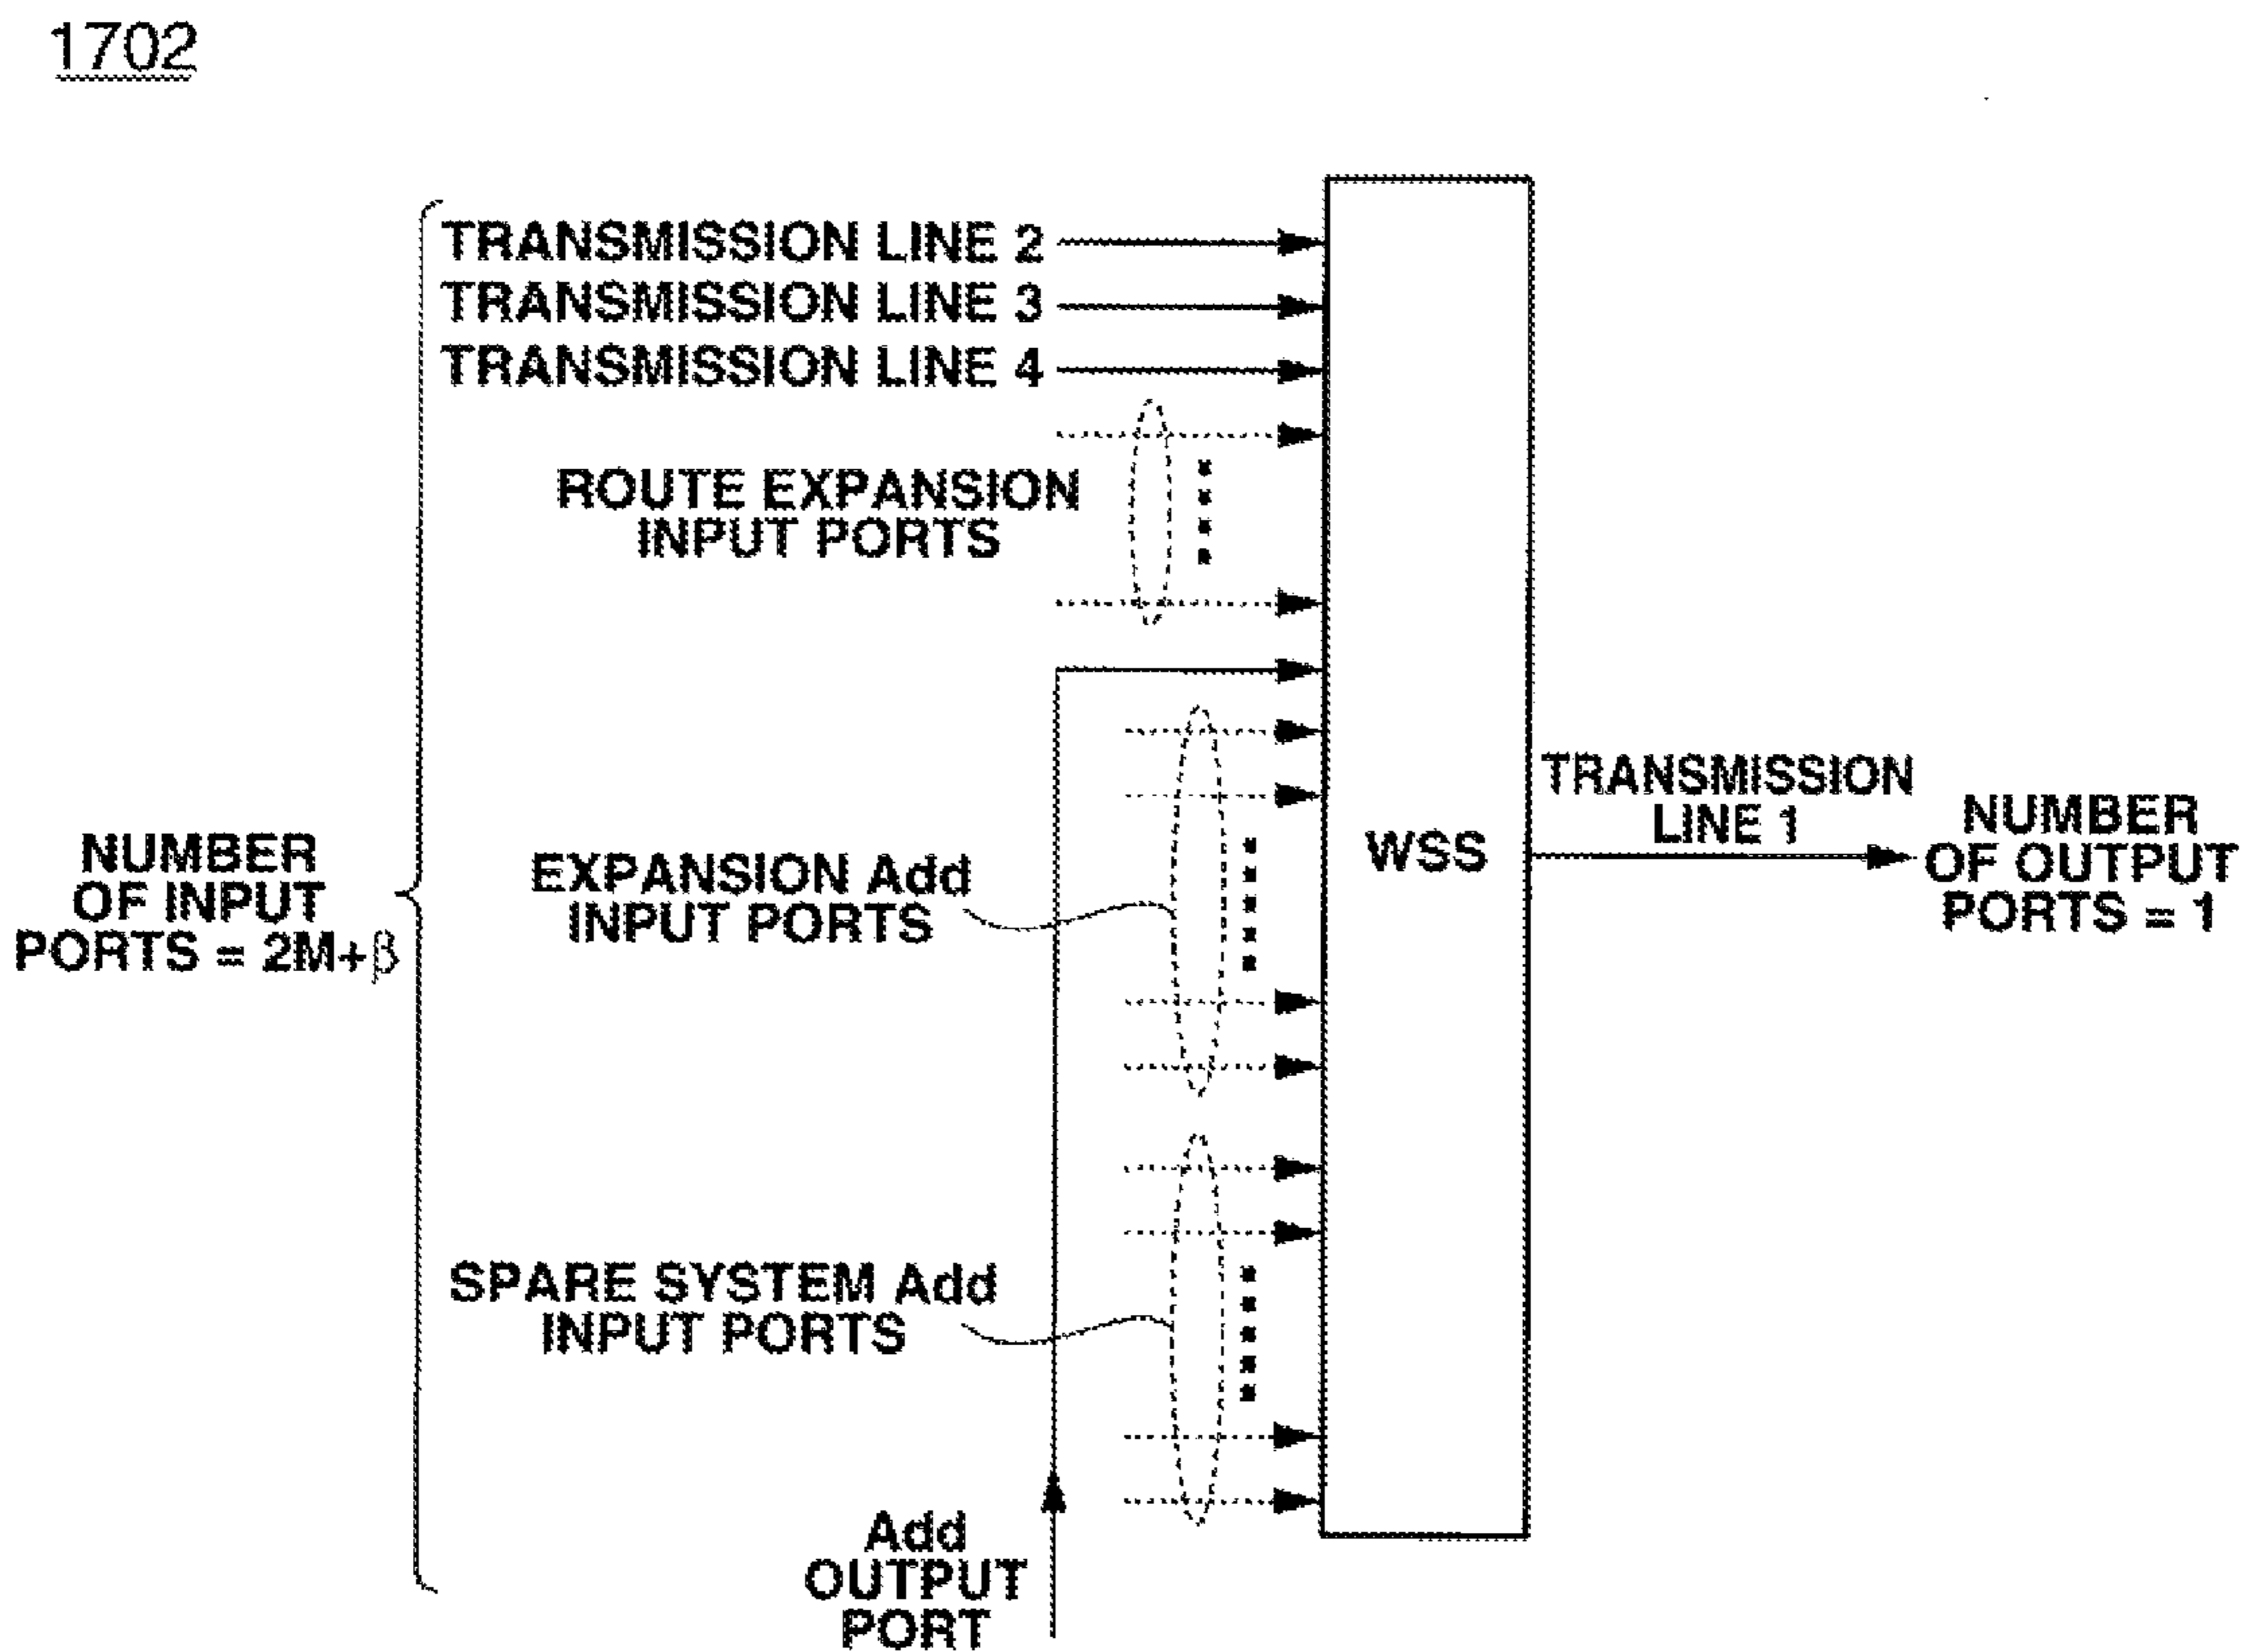 1702
TRANSMISSION LINE 2
TRANSMISSION LINE 3
TRANSMISSION LINE 4
ROUTE EXPANSION
INPUT PORTS
NUMBER
OF INPUT
PORTS = 2M+β
EXPANSION Add
INPUT PORTS
WSS
TRANSMISSION
LINE 1
NUMBER
OF OUTPUT
PORTS = 1
SPARE SYSTEM Add
INPUT PORTS
Add
OUTPUT
PORT